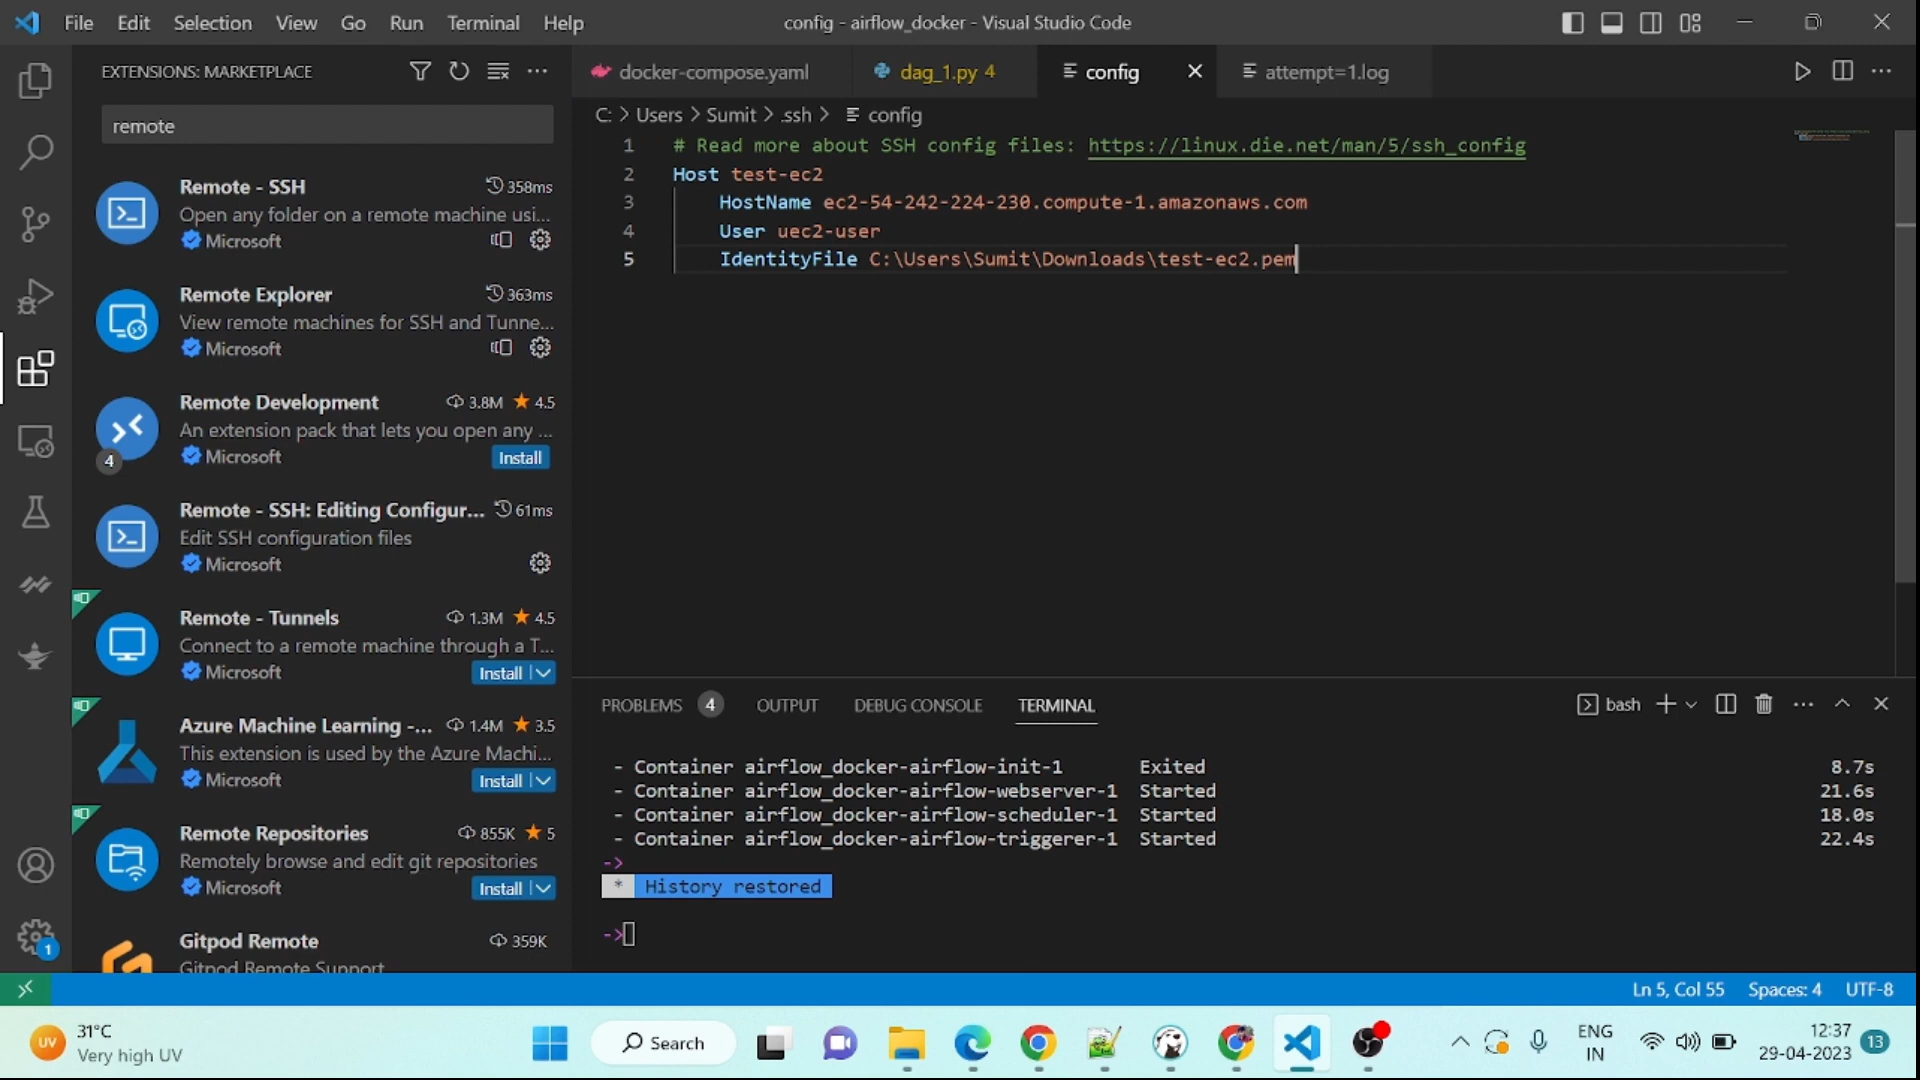 File Edit Selection View Go Run Terminal Help
config - airflow_docker - Visual Studio Code
EXTENSIONS: MARKETPLACE
remote
Remote - SSH 358ms
Open any folder on a remote machine usi...
Microsoft
Remote Explorer 363ms
View remote machines for SSH and Tunne...
Microsoft
Remote Development 3.8M 4.5
An extension pack that lets you open any ...
Microsoft Install
4
Remote - SSH: Editing Configur... 61ms
Edit SSH configuration files
Microsoft
Remote - Tunnels 1.3M 4.5
Connect to a remote machine through a T...
Microsoft Install
Azure Machine Learning -... 1.4M 3.5
This extension is used by the Azure Machi...
Microsoft Install
Remote Repositories 855K 5
Remotely browse and edit git repositories
Microsoft Install
Gitpod Remote 359K
Gitpod Remote Support
1
docker-compose.yaml dag_1.py 4 config attempt=1.log
C: > Users > Sumit > .ssh > config
1 # Read more about SSH config files: https://linux.die.net/man/5/ssh_config
2 Host test-ec2
3 HostName ec2-54-242-224-230.compute-1.amazonaws.com
4 User uec2-user
5 IdentityFile C:\Users\Sumit\Downloads\test-ec2.pem
PROBLEMS 4 OUTPUT DEBUG CONSOLE TERMINAL bash
- Container airflow_docker-airflow-init-1 Exited 8.7s
- Container airflow_docker-airflow-webserver-1 Started 21.6s
- Container airflow_docker-airflow-scheduler-1 Started 18.0s
- Container airflow_docker-airflow-triggerer-1 Started 22.4s
->
* History restored
->
Ln 5, Col 55 Spaces: 4 UTF-8
UV
31°C
Very high UV
Search
ENG
IN
12:37
29-04-2023
13